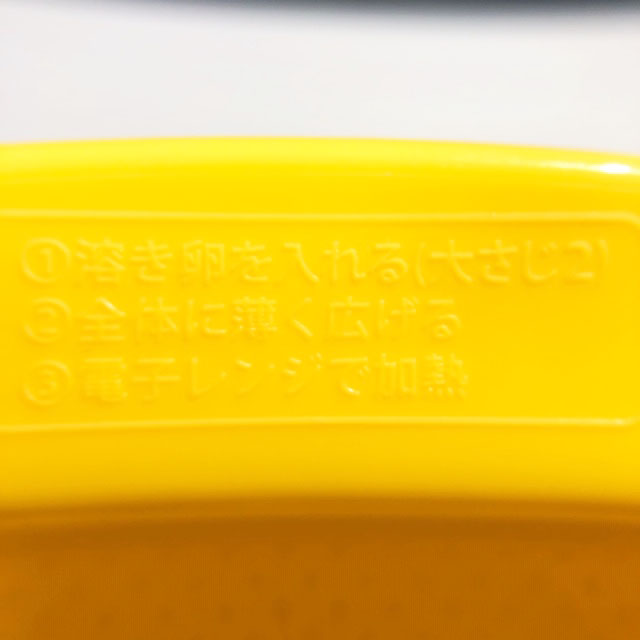 ①溶き卵を入れる(大さじ2)
②全体に薄く広げる
③電子レンジで加熱